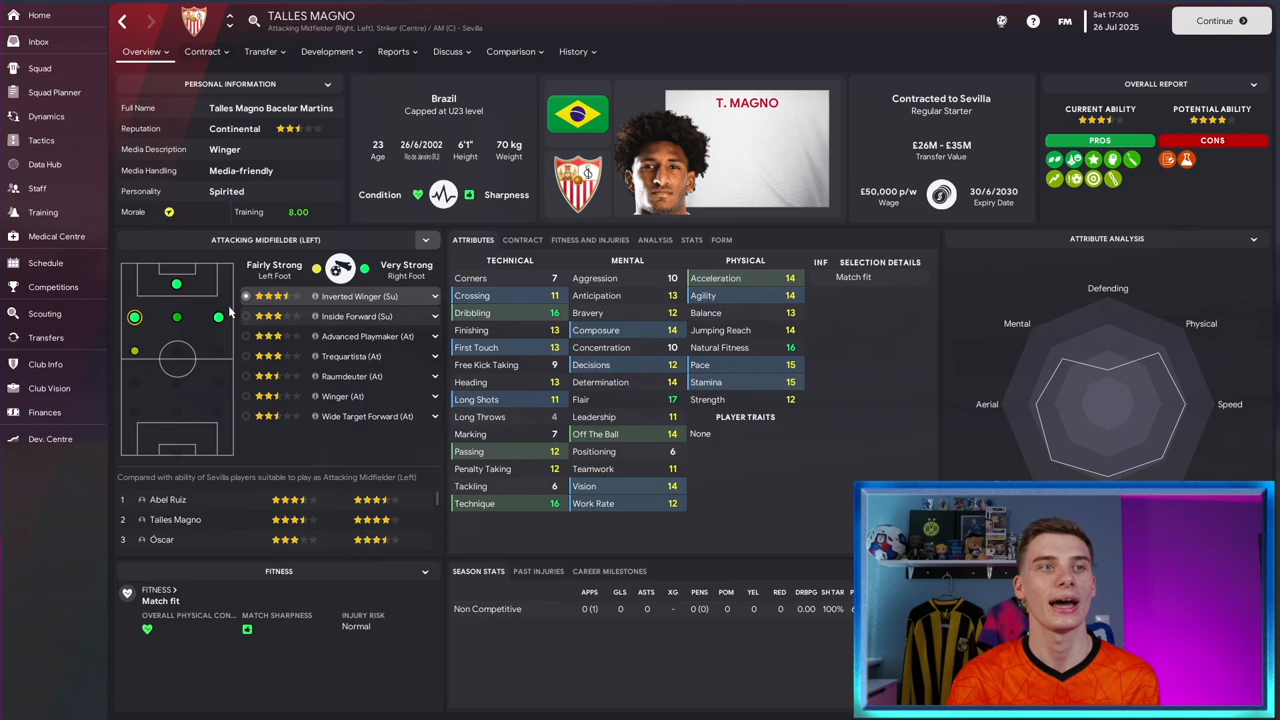 Home
TALLES MAGNO
Attacking Midfielder (Right, Left), Striker (Centre) / AM (C) - Sevilla
FM
Sat 17:00
26 Jul 2025
Continue
Inbox
Overview
Contract
Transfer
Development
Reports
Discuss
Comparison
History
Squad
Squad Planner
Dynamics
Tactics
Data Hub
Staff
Training
Medical Centre
Schedule
Competitions
Scouting
Transfers
Club Info
Club Vision
Finances
Dev. Centre
PERSONAL INFORMATION
Full Name Talles Magno Bacelar Martins
Reputation Continental
Media Description Winger
Media Handling Media-friendly
Personality Spirited
Morale Training 8.00
Brazil
Capped at U23 level
23 26/6/2002 6'1" 70 kg
Age Rio de Janeiro (RJ) Height Weight
Condition Sharpness
T. MAGNO
Contracted to Sevilla
Regular Starter
£26M - £35M
Transfer Value
£50,000 p/w 30/6/2030
Wage Expiry Date
OVERALL REPORT
CURRENT ABILITY POTENTIAL ABILITY
PROS CONS
ATTACKING MIDFIELDER (LEFT)
Fairly Strong Very Strong
Left Foot Right Foot
Inverted Winger (Su)
Inside Forward (Su)
Advanced Playmaker (At)
Trequartista (At)
Raumdeuter (At)
Winger (At)
Wide Target Forward (At)
Compared with ability of Sevilla players suitable to play as Attacking Midfielder (Left)
1 Abel Ruiz
2 Talles Magno
3 Óscar
ATTRIBUTES CONTRACT FITNESS AND INJURIES ANALYSIS STATS FORM
TECHNICAL
Corners 7
Crossing 11
Dribbling 16
Finishing 13
First Touch 13
Free Kick Taking 9
Heading 13
Long Shots 11
Long Throws 4
Marking 7
Passing 12
Penalty Taking 12
Tackling 6
Technique 16
MENTAL
Aggression 10
Anticipation 13
Bravery 12
Composure 14
Concentration 10
Decisions 12
Determination 14
Flair 17
Leadership 11
Off The Ball 14
Positioning 6
Teamwork 11
Vision 14
Work Rate 12
PHYSICAL
Acceleration 14
Agility 14
Balance 13
Jumping Reach 14
Natural Fitness 16
Pace 15
Stamina 15
Strength 12
PLAYER TRAITS
None
INF SELECTION DETAILS
Match fit
ATTRIBUTE ANALYSIS
Defending
Mental Physical
Aerial Speed
FITNESS
FITNESS
Match fit
OVERALL PHYSICAL CON... MATCH SHARPNESS INJURY RISK
Normal
SEASON STATS PAST INJURIES CAREER MILESTONES
APPS GLS ASTS XG PENS POM YEL RED DRBPG SH TAR
Non Competitive 0 (1) 0 0 - 0 (0) 0 0 0 0.00 100%